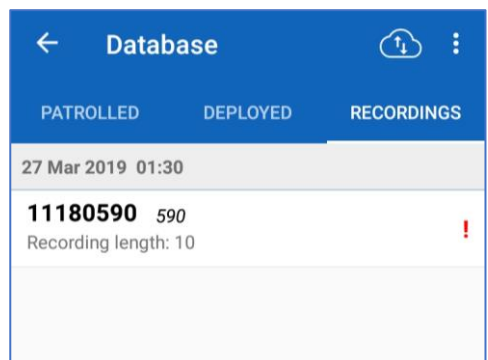 Database
PATROLLED DEPLOYED RECORDINGS
27 Mar 2019 01:30
11180590 590
Recording length: 10
!